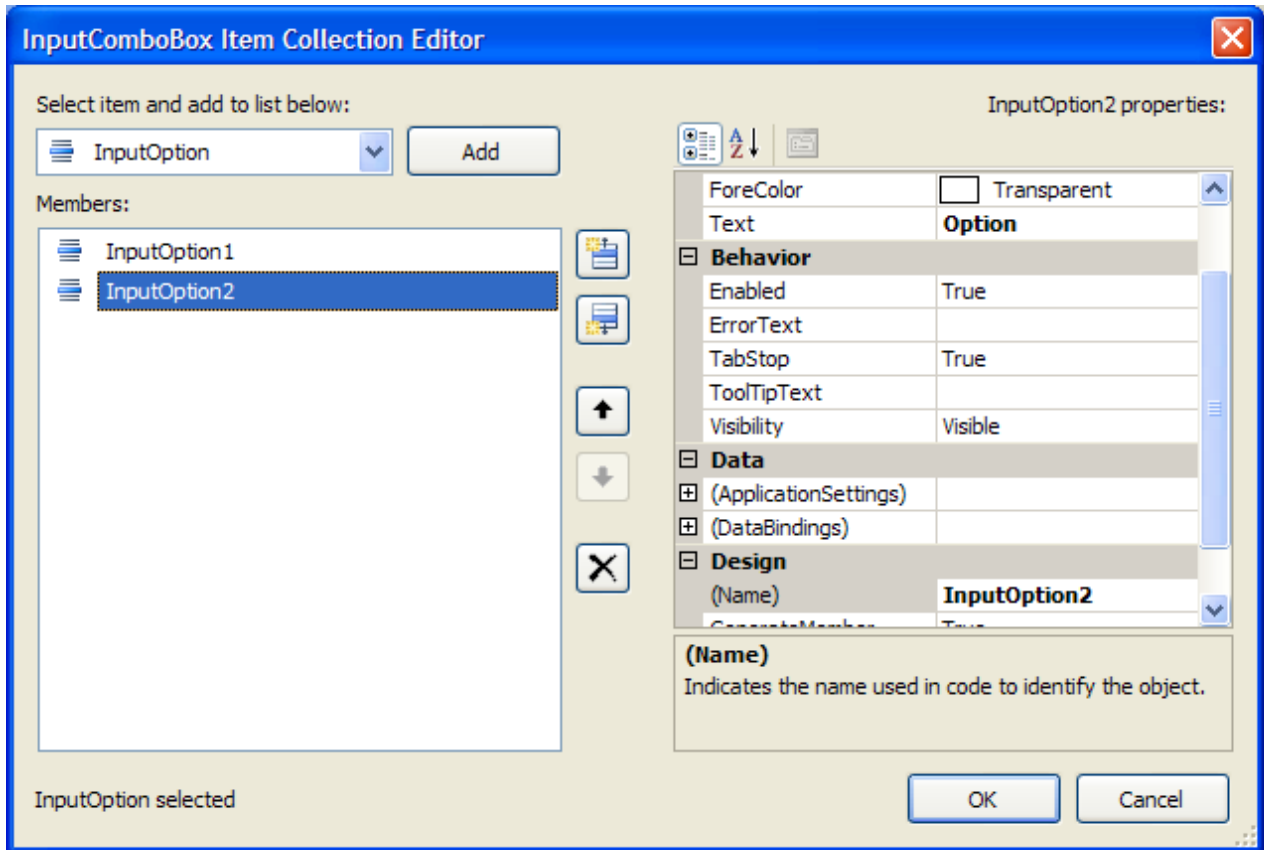 InputComboBox Item Collection Editor
Select item and add to list below:
InputOption
Add
Members:
InputOption1
InputOption2
InputOption2 properties:
ForeColor Transparent
Text Option
Behavior
Enabled True
ErrorText
TabStop True
ToolTipText
Visibility Visible
Data
(ApplicationSettings)
(DataBindings)
Design
(Name) InputOption2
GenerateMember True
(Name)
Indicates the name used in code to identify the object.
InputOption selected
OK
Cancel